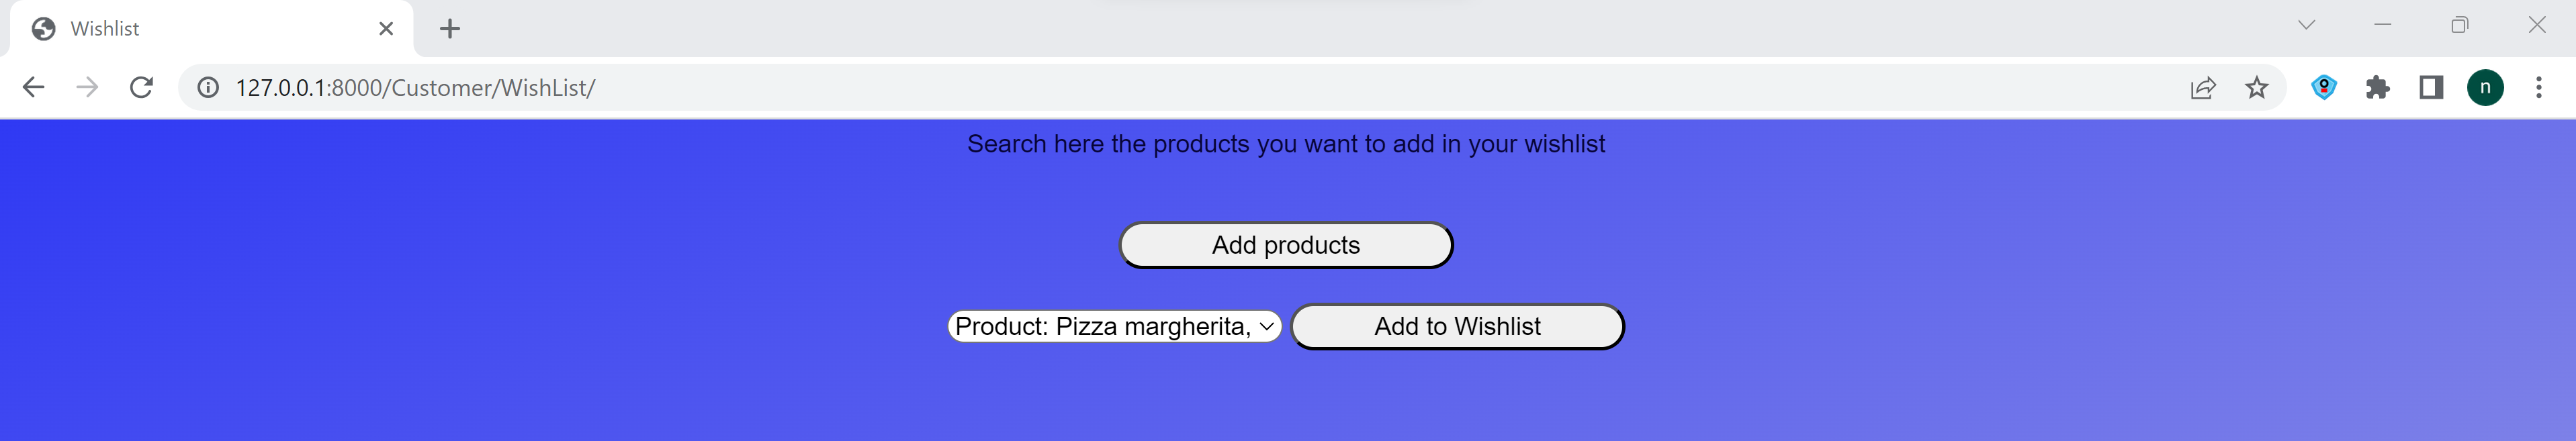 Wishlist
127.0.0.1:8000/Customer/WishList/
n
Search here the products you want to add in your wishlist
Add products
Product: Pizza margherita,
Add to Wishlist